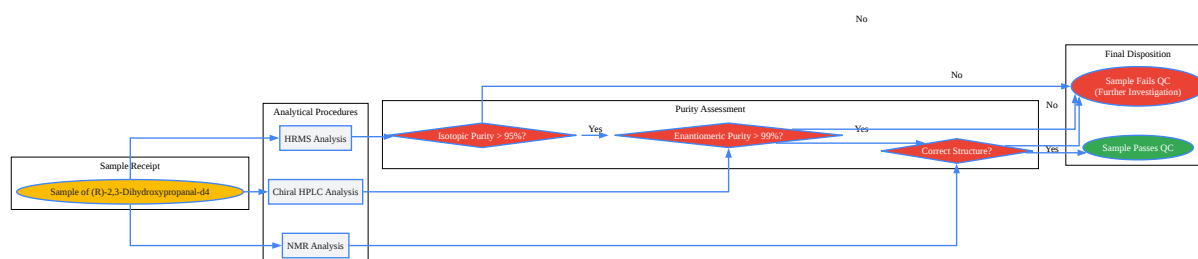 No
Final Disposition
Sample Fails QC
(Further Investigation)
No
No
Analytical Procedures
Purity Assessment
HRMS Analysis
Isotopic Purity > 95%?
Yes
Enantiomeric Purity > 99%?
Yes
Correct Structure?
Yes
Sample Passes QC
Sample Receipt
Sample of (R)-2,3-Dihydroxypropanal-d4
Chiral HPLC Analysis
NMR Analysis